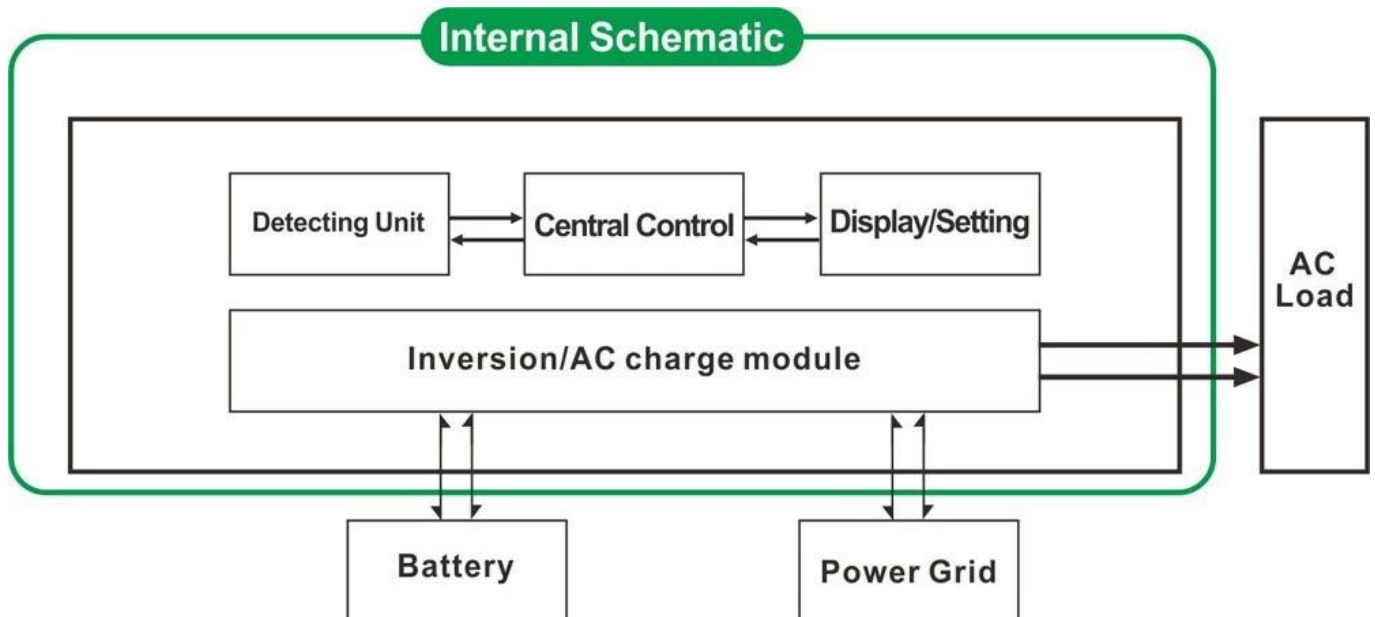 Internal Schematic
Detecting Unit
Central Control
Display/Setting
AC
Load
Inversion/AC charge module
Battery
Power Grid